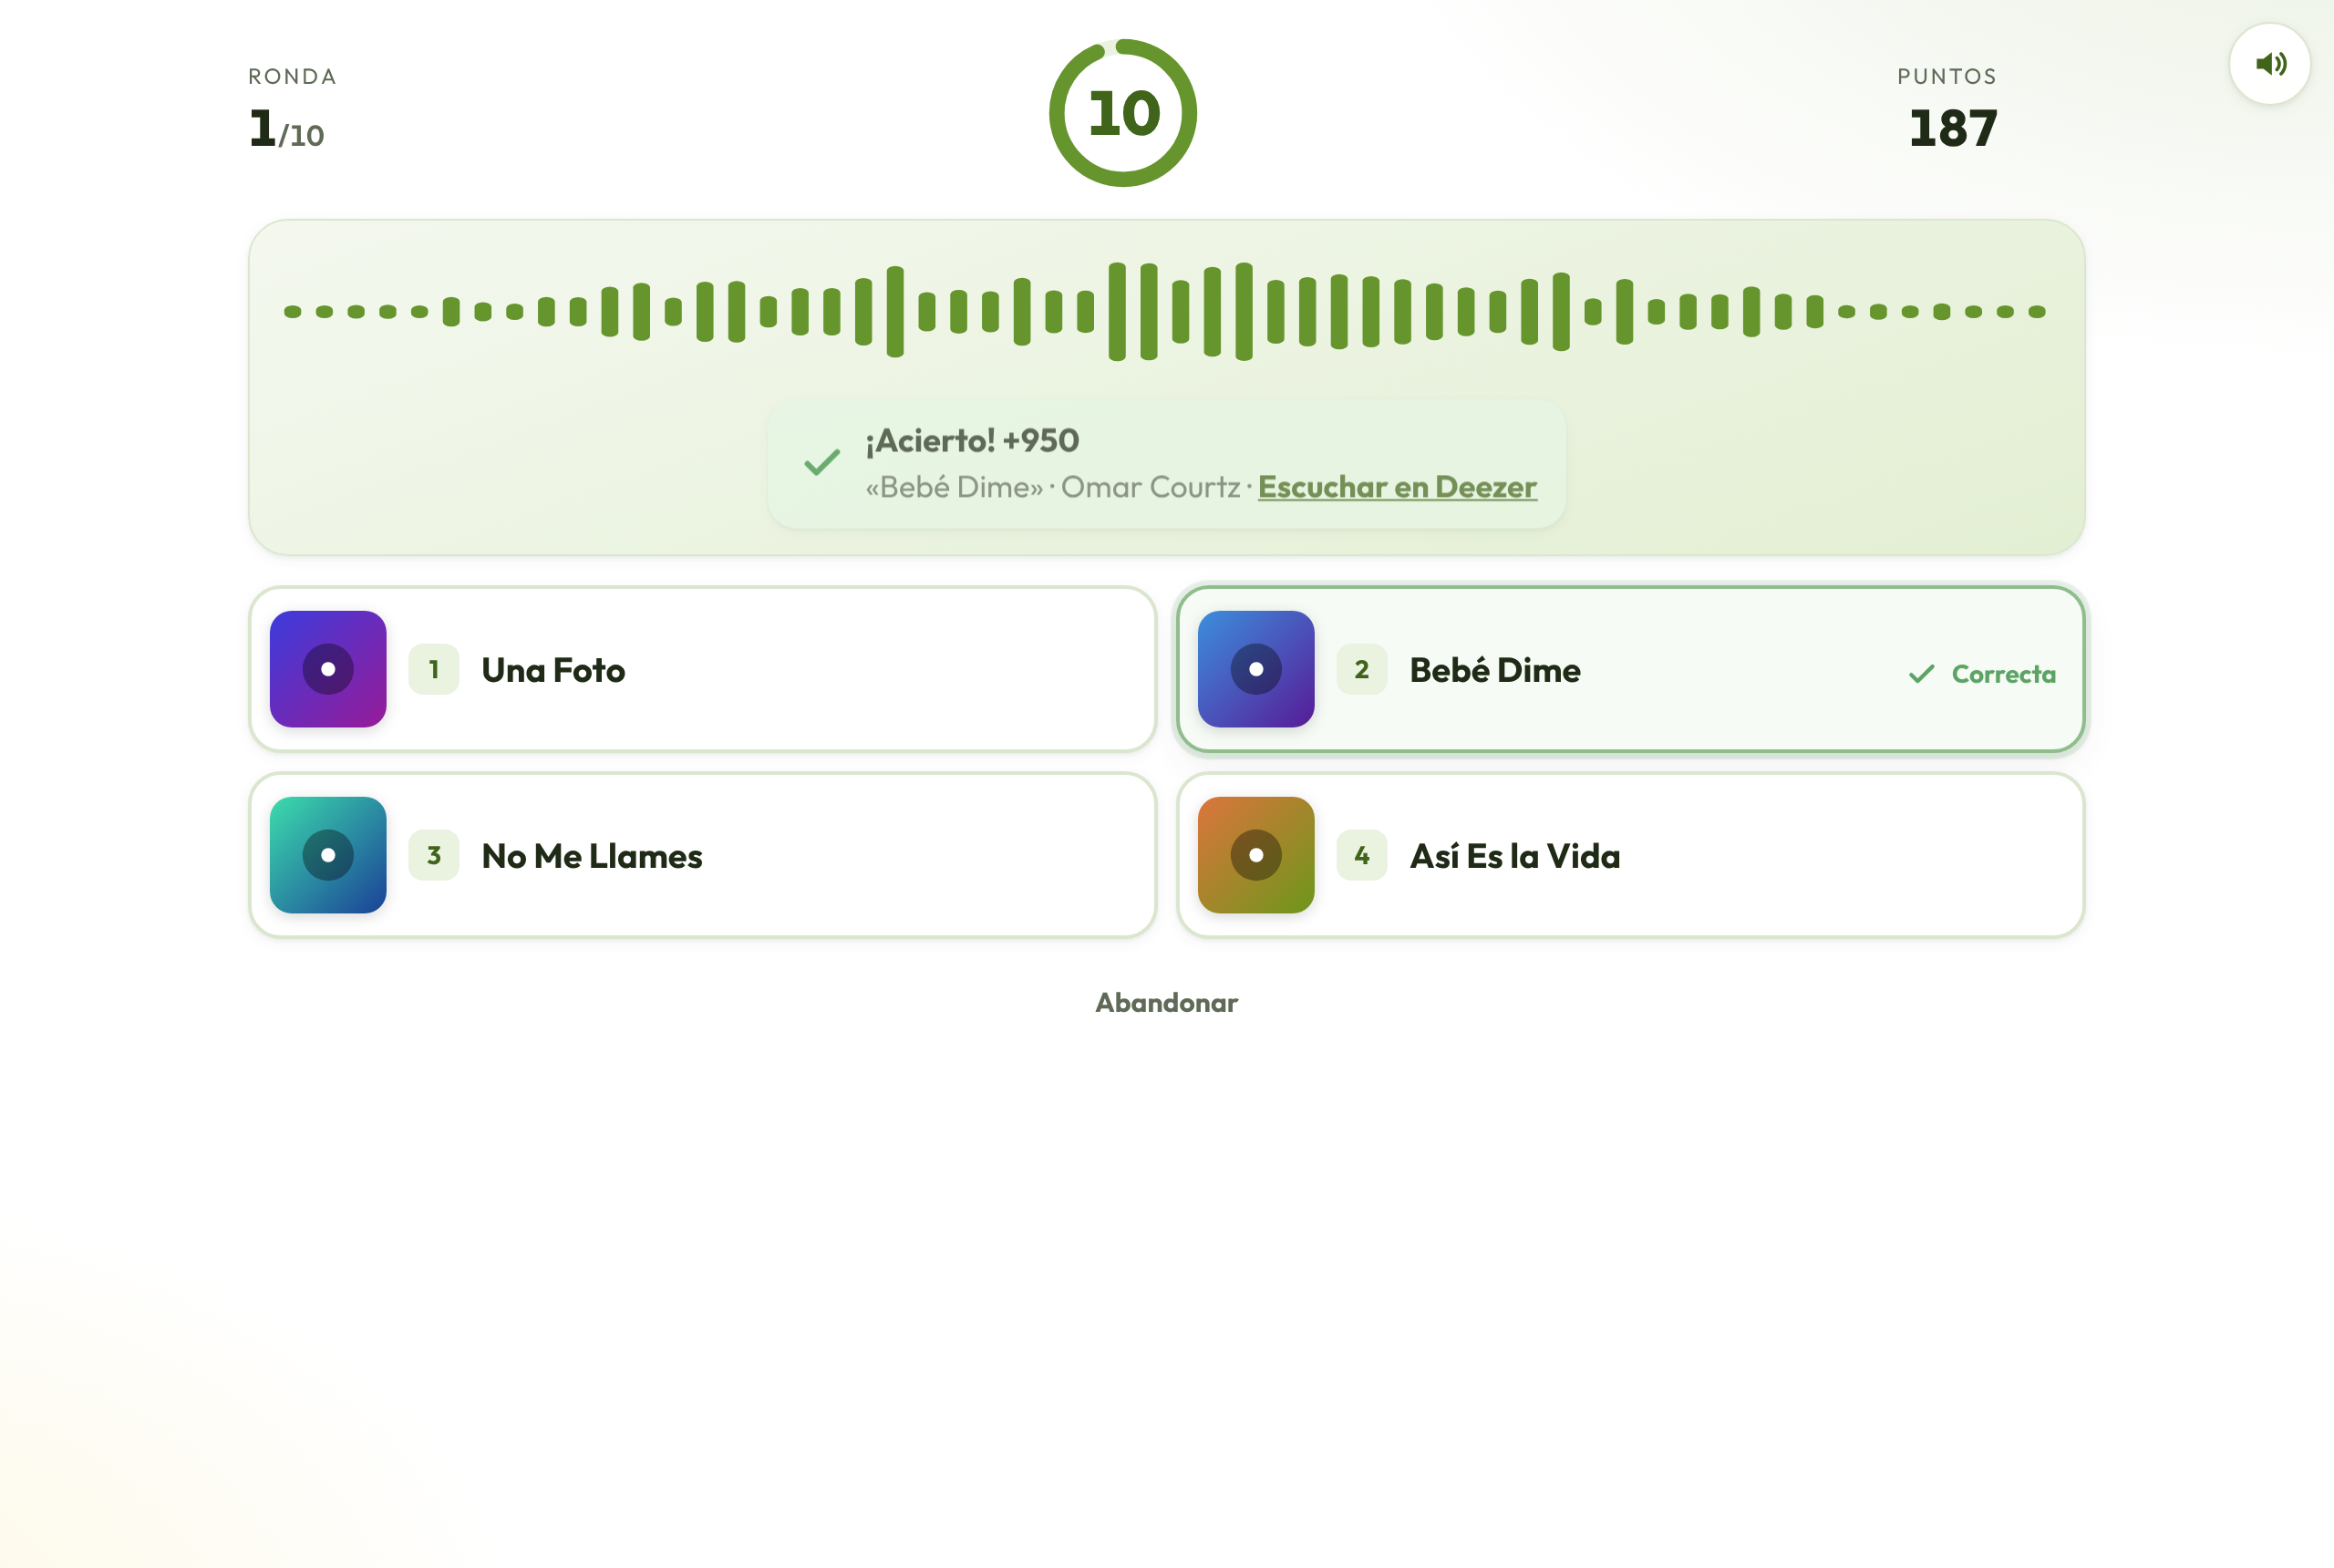 RONDA
1/10
10
PUNTOS
187
¡Acierto! +950
«Bebé Dime» · Omar Courtz · Escuchar en Deezer
1 Una Foto
2 Bebé Dime
Correcta
3 No Me Llames
4 Así Es la Vida
Abandonar